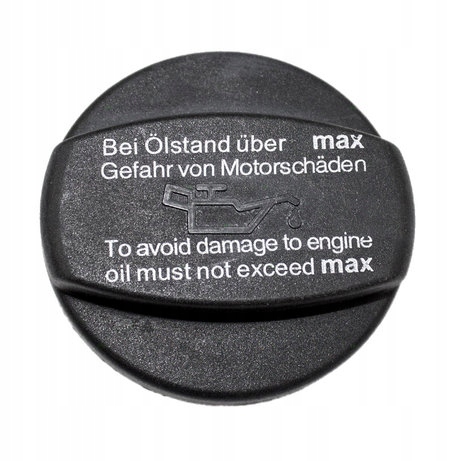 Bei Ölstand über max
Gefahr von Motorschäden
To avoid damage to engine
oil must not exceed max